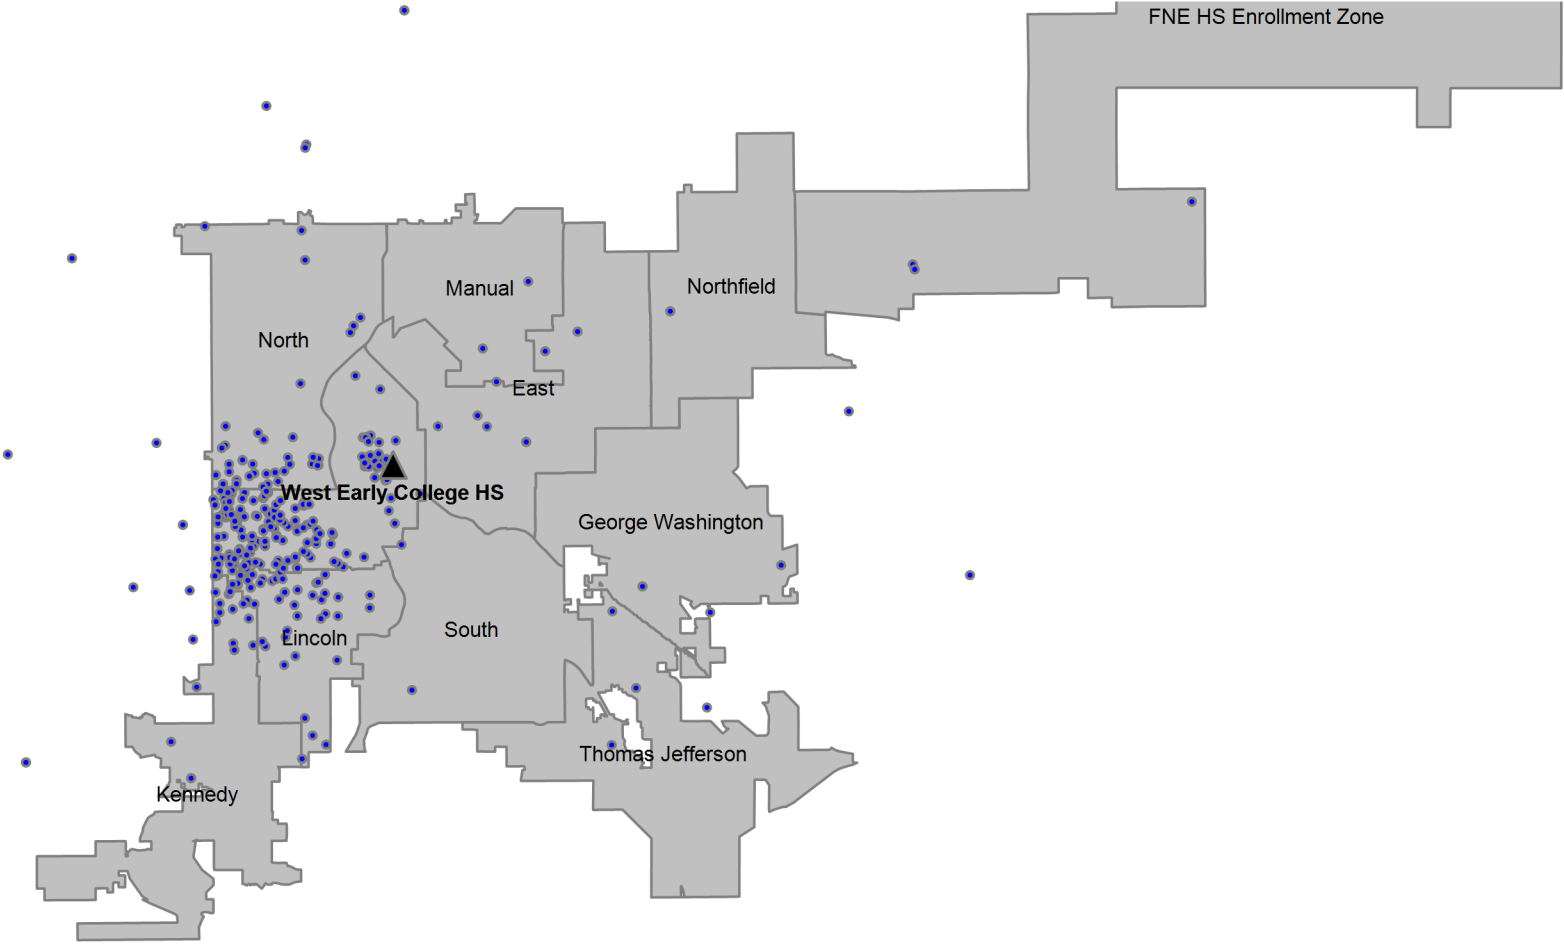 FNE HS Enrollment Zone
Manual
Northfield
North
East
West Early College HS
George Washington
South
Lincoln
Thomas Jefferson
Kennedy